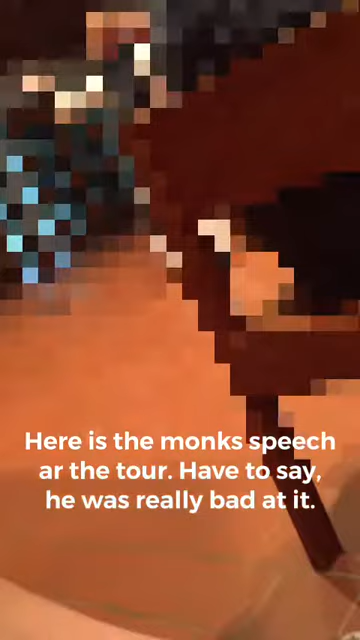 Here is the monks speech
ar the tour. Have to say,
he was really bad at it.